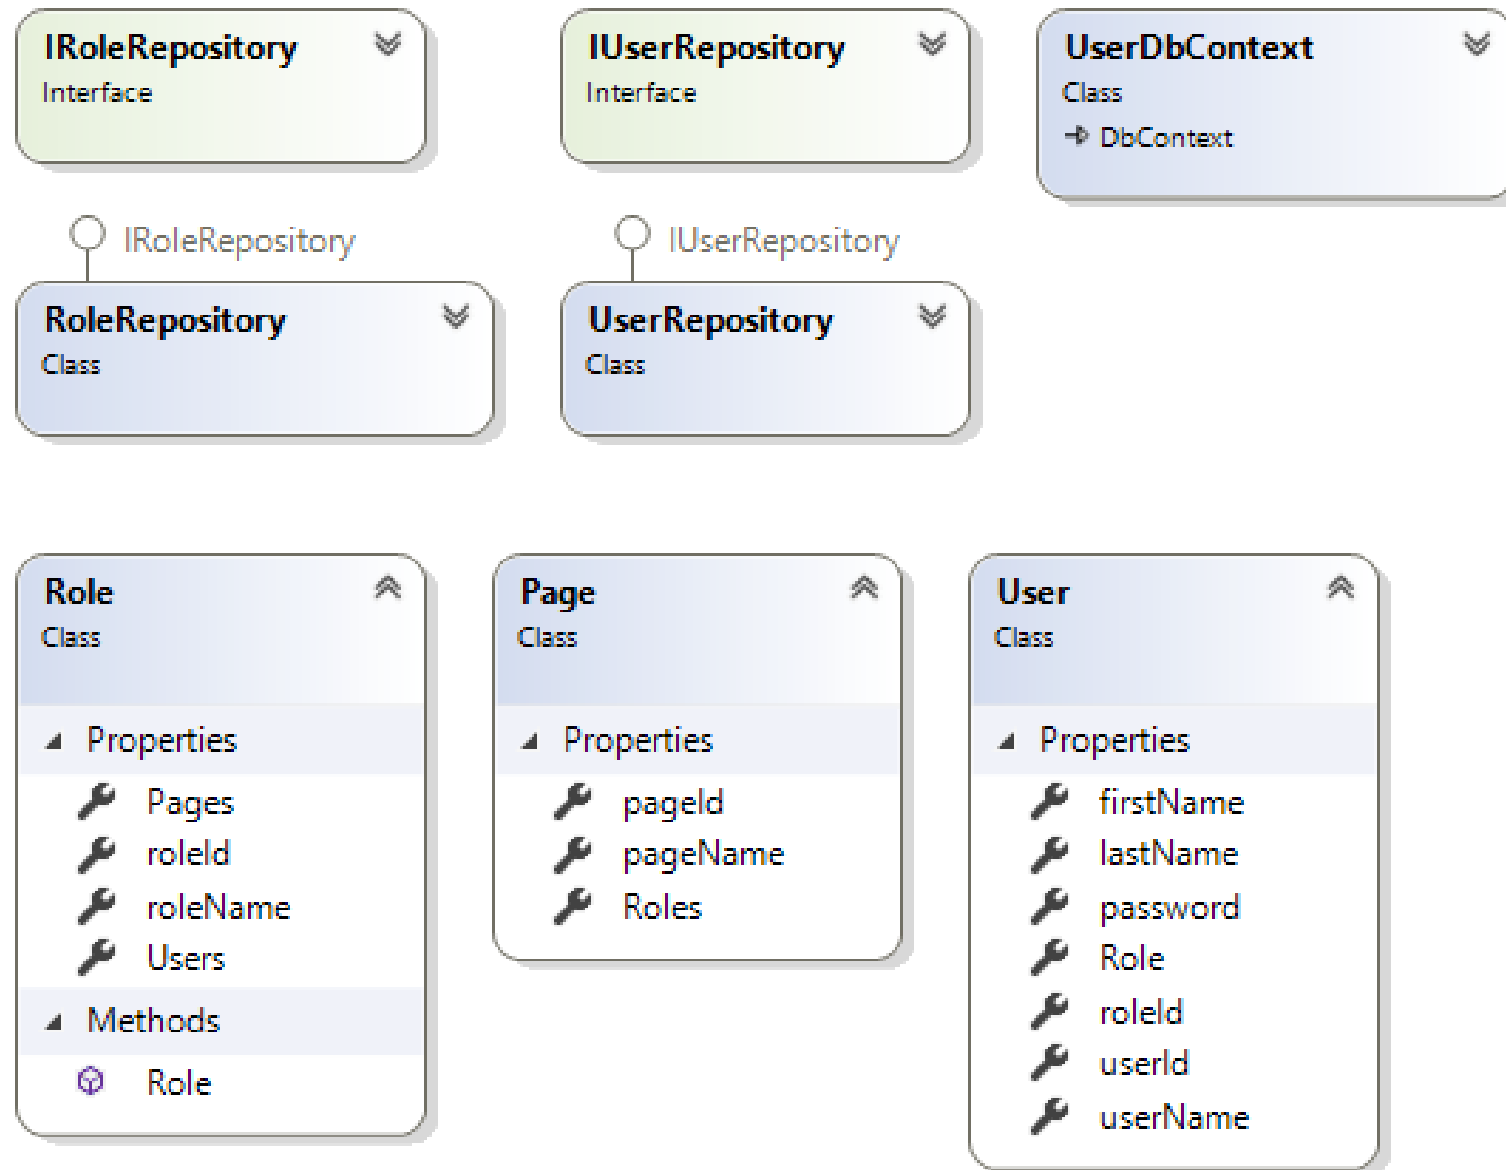 IRoleRepository
Interface
IUserRepository
Interface
UserDbContext
Class
DbContext
IRoleRepository
RoleRepository
Class
IUserRepository
UserRepository
Class
Role
Class
Properties
Pages
roleId
roleName
Users
Methods
Role
Page
Class
Properties
pageId
pageName
Roles
User
Class
Properties
firstName
lastName
password
Role
roleId
userId
userName